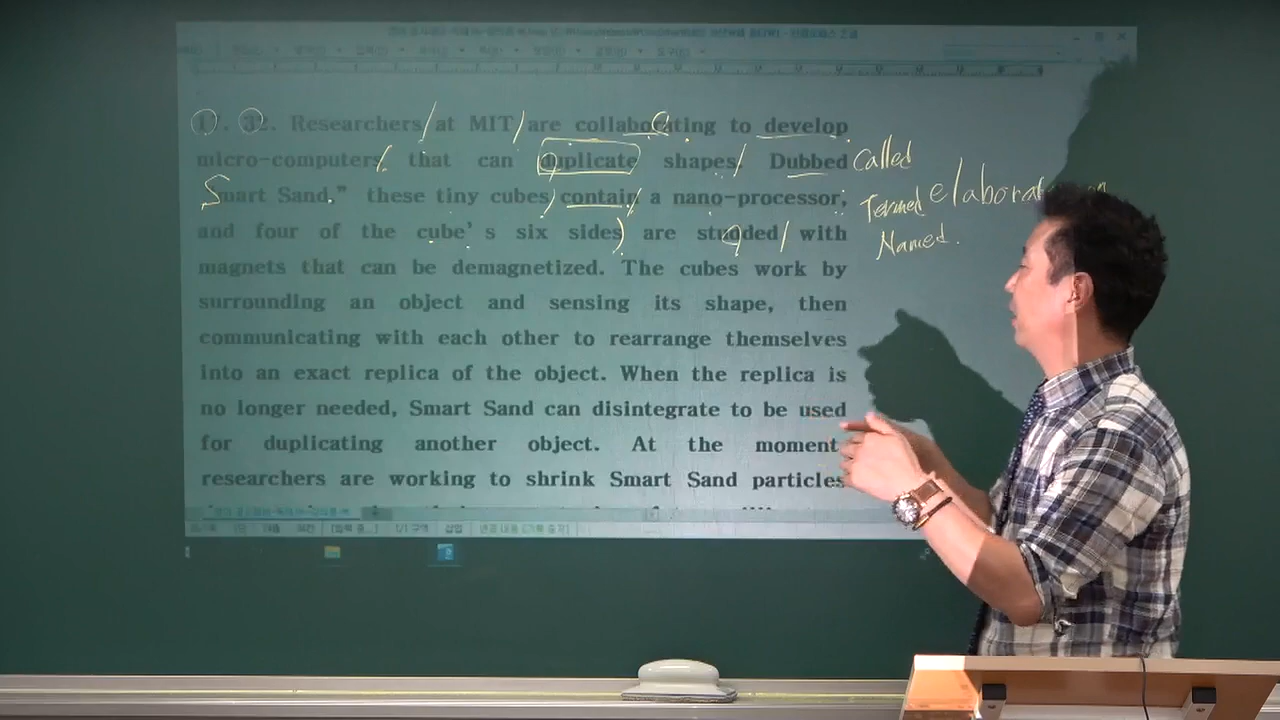 11. 32. Researchers at MIT are collaborating to develop
micro-computers that can duplicate shapes. Dubbed
Smart Sand," these tiny cubes contain a nano-processor,
and four of the cube's six sides are studded with
magnets that can be demagnetized. The cubes work by
surrounding an object and sensing its shape, then
communicating with each other to rearrange themselves
into an exact replica of the object. When the replica is
no longer needed, Smart Sand can disintegrate to be used
for duplicating another object. At the moment,
researchers are working to shrink Smart Sand particles
Called
Termed
Named.